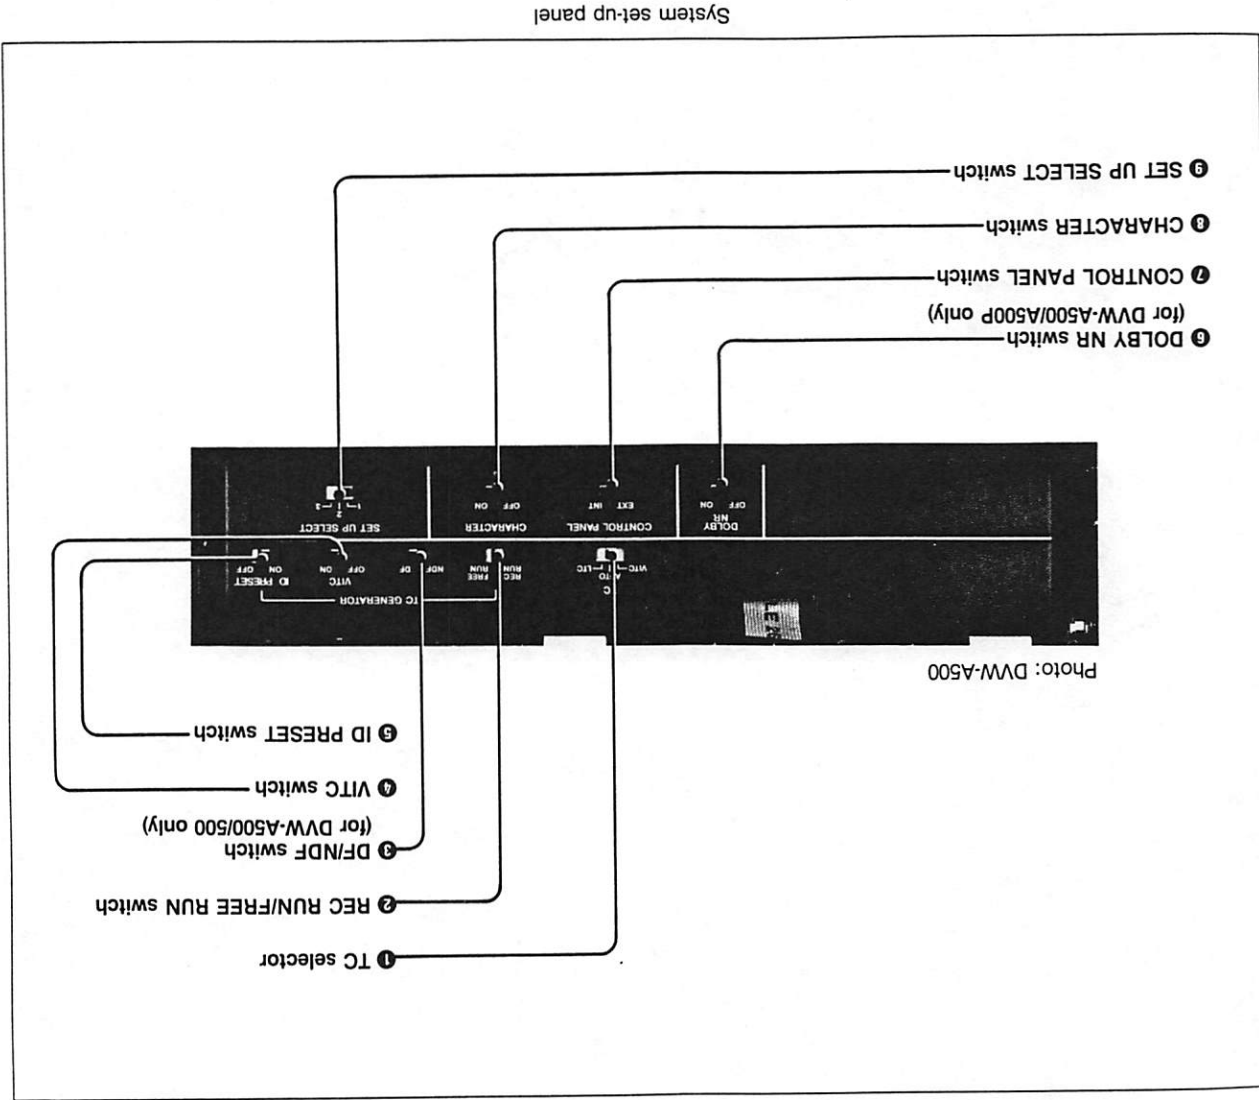 ❶ TC selector
❷ REC RUN/FREE RUN switch
❸ DF/NDF switch
(for DVW-A500/500 only)
❹ VITC switch
❺ ID PRESET switch
Photo: DVW-A500
TC GENERATOR
VITC AUTO LTC
REC RUN FREE RUN
NDF DF
VITC
OFF ON
ID PRESET
ON OFF
DOLBY NR
OFF ON
CONTROL PANEL
EXT INT
CHARACTER
OFF ON
SET UP SELECT
1 2 3
❻ DOLBY NR switch
(for DVW-A500/A500P only)
❼ CONTROL PANEL switch
❽ CHARACTER switch
❾ SET UP SELECT switch
System set-up panel